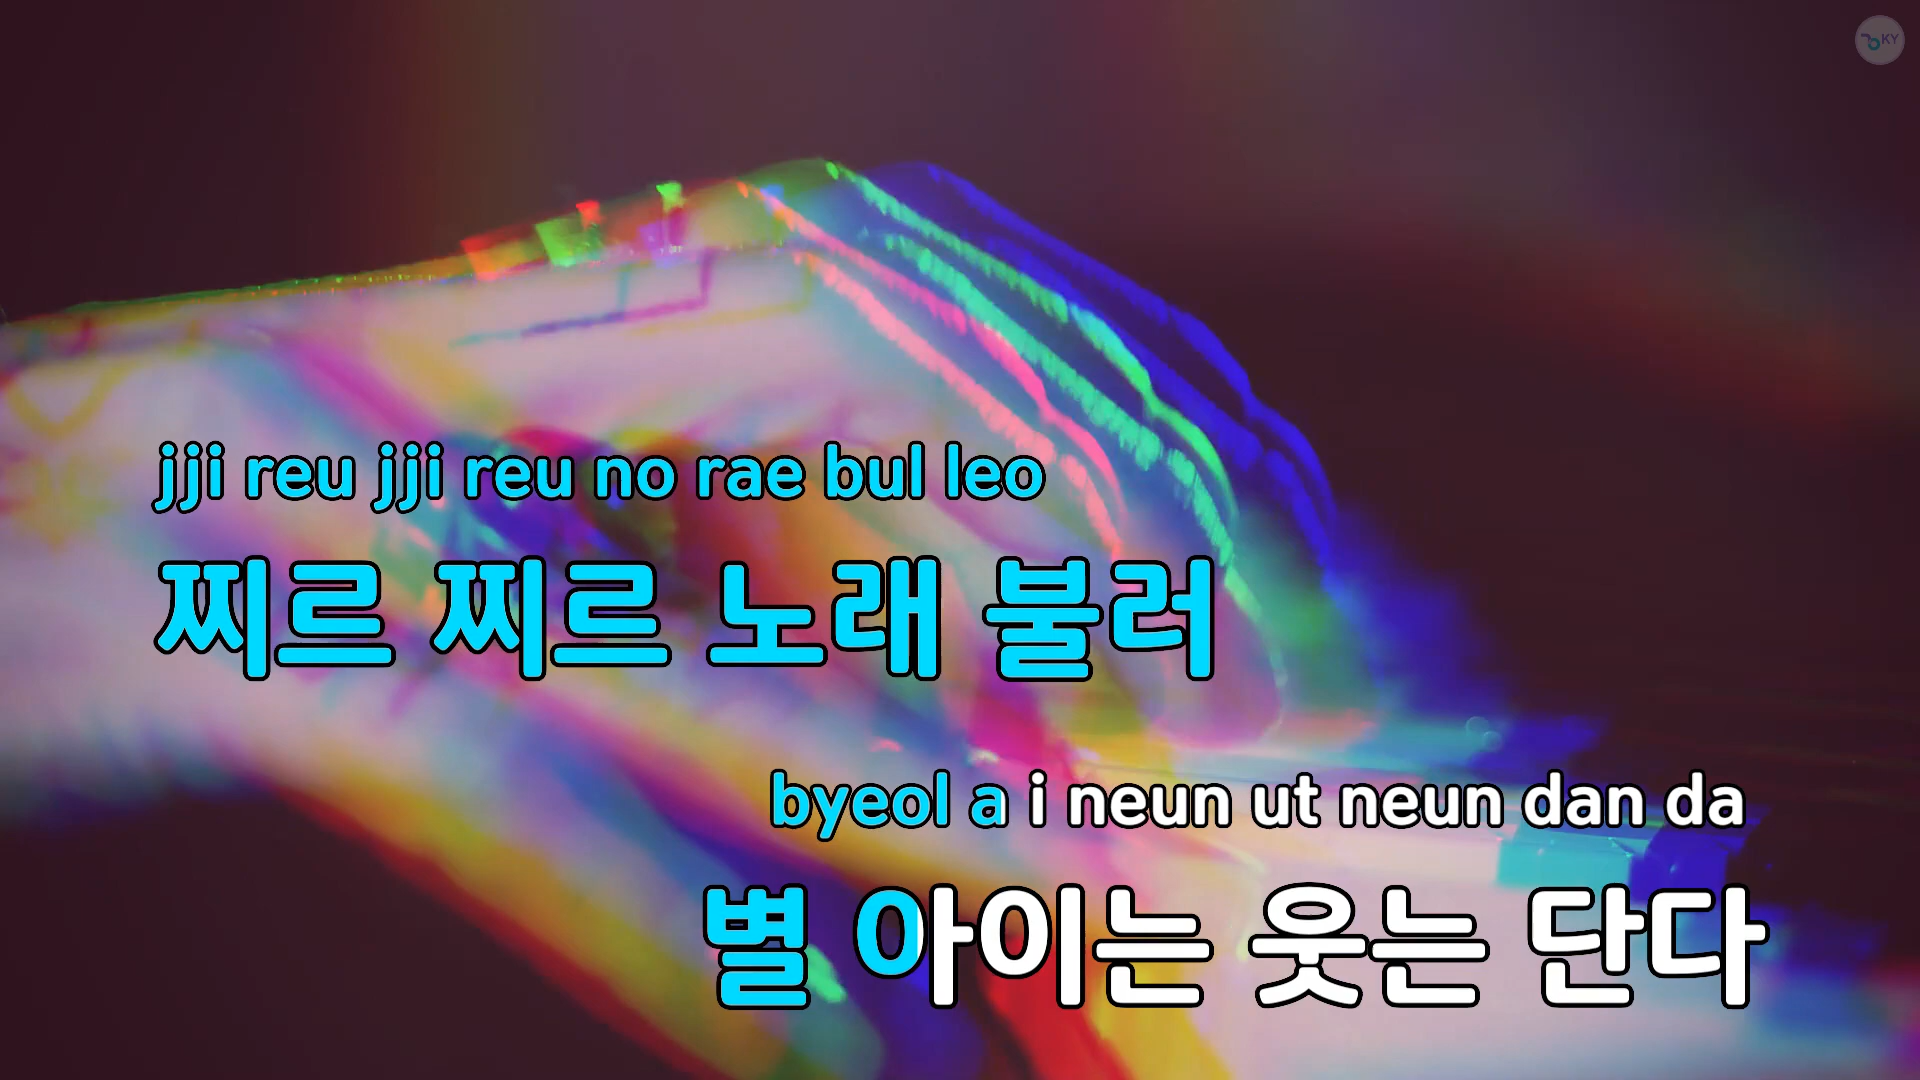 KY
jji reu jji reu no rae bul leo
찌르 찌르 노래 불러
byeol a i neun ut neun dan da
별 아이는 웃는 단다